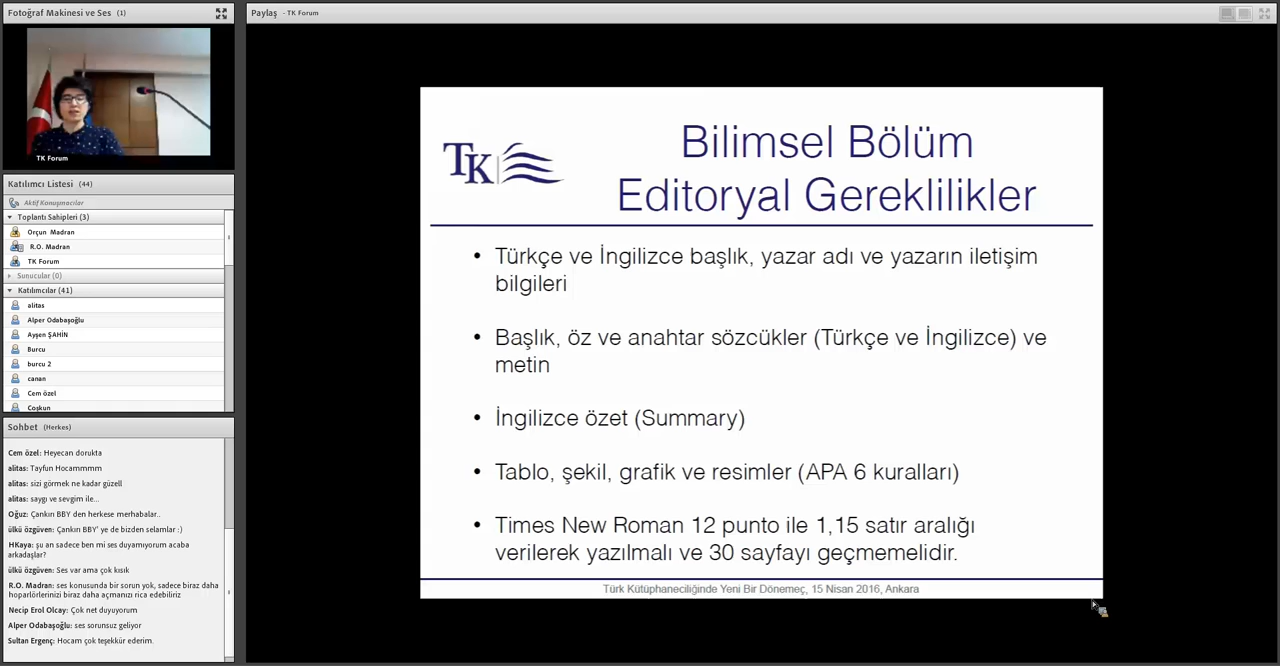 Fotoğraf Makinesi ve Ses (1)
TK Forum
Katılımcı Listesi (44)
Aktif Konuşmacılar
Toplantı Sahipleri (3)
Orçun Madran
R.O. Madran
TK Forum
Sunucular (0)
Katılımcılar (41)
alitas
Alper Odabaşoğlu
Ayşen ŞAHİN
Burcu
burcu 2
canan
Cem özel
Coşkun
Sohbet (Herkes)
Cem özel: Heyecan dorukta
alitas: Tayfun Hocammmm
alitas: sizi görmek ne kadar güzell
alitas: saygı ve sevgim ile...
Oğuz: Çankırı BBY den herkese merhabalar..
ülkü özgüven: Çankırı BBY' ye de bizden selamlar :)
HKaya: şu an sadece ben mi ses duyamıyorum acaba
arkadaşlar?
ülkü özgüven: Ses var ama çok kısık
R.O. Madran: ses konusunda bir sorun yok, sadece biraz daha
hoparlörlerinizi biraz daha açmanızı rica edebiliriz
Necip Erol Olcay: Çok net duyuyorum
Alper Odabaşoğlu: ses sorunsuz geliyor
Sultan Ergenç: Hocam çok teşekkür ederim.
Paylaş - TK Forum
TK
Bilimsel Bölüm
Editoryal Gereklilikler
• Türkçe ve İngilizce başlık, yazar adı ve yazarın iletişim
bilgileri
• Başlık, öz ve anahtar sözcükler (Türkçe ve İngilizce) ve
metin
• İngilizce özet (Summary)
• Tablo, şekil, grafik ve resimler (APA 6 kuralları)
• Times New Roman 12 punto ile 1,15 satır aralığı
verilerek yazılmalı ve 30 sayfayı geçmemelidir.
Türk Kütüphaneciliğinde Yeni Bir Dönemeç, 15 Nisan 2016, Ankara